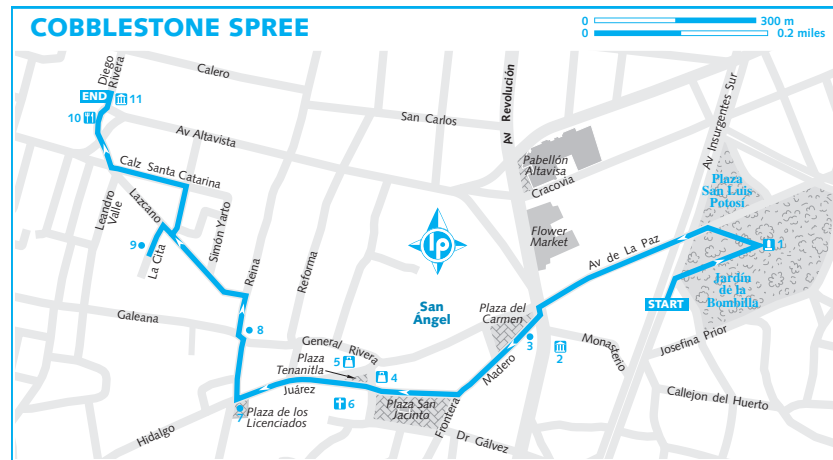 COBBLESTONE SPREE
0
300 m
0
0.2 miles
Diego
Rivera
END
11
10
Calero
San Carlos
Av Revolución
Av Insurgentes Sur
Av Altavista
Pabellón
Altavisa
Cracovia
Calz Santa Catarina
Plaza
San Luis
Potosí
Leandro
Valle
Lazcano
Simón Yarto
9
La Cita
lp
Flower
Market
1
Av de La Paz
Reina
Reforma
Jardín
de la
Bombilla
START
San
Ángel
Plaza del
Carmen
Galeana
8
3
2
Monasterio
Josefina Prior
General Rivera
5
Plaza
Tenanitla
4
Madero
Juárez
6
Plaza San
Jacinto
Frontera
Callejon del Huerto
7
Plaza de los
Licenciados
Hidalgo
Dr Gálvez